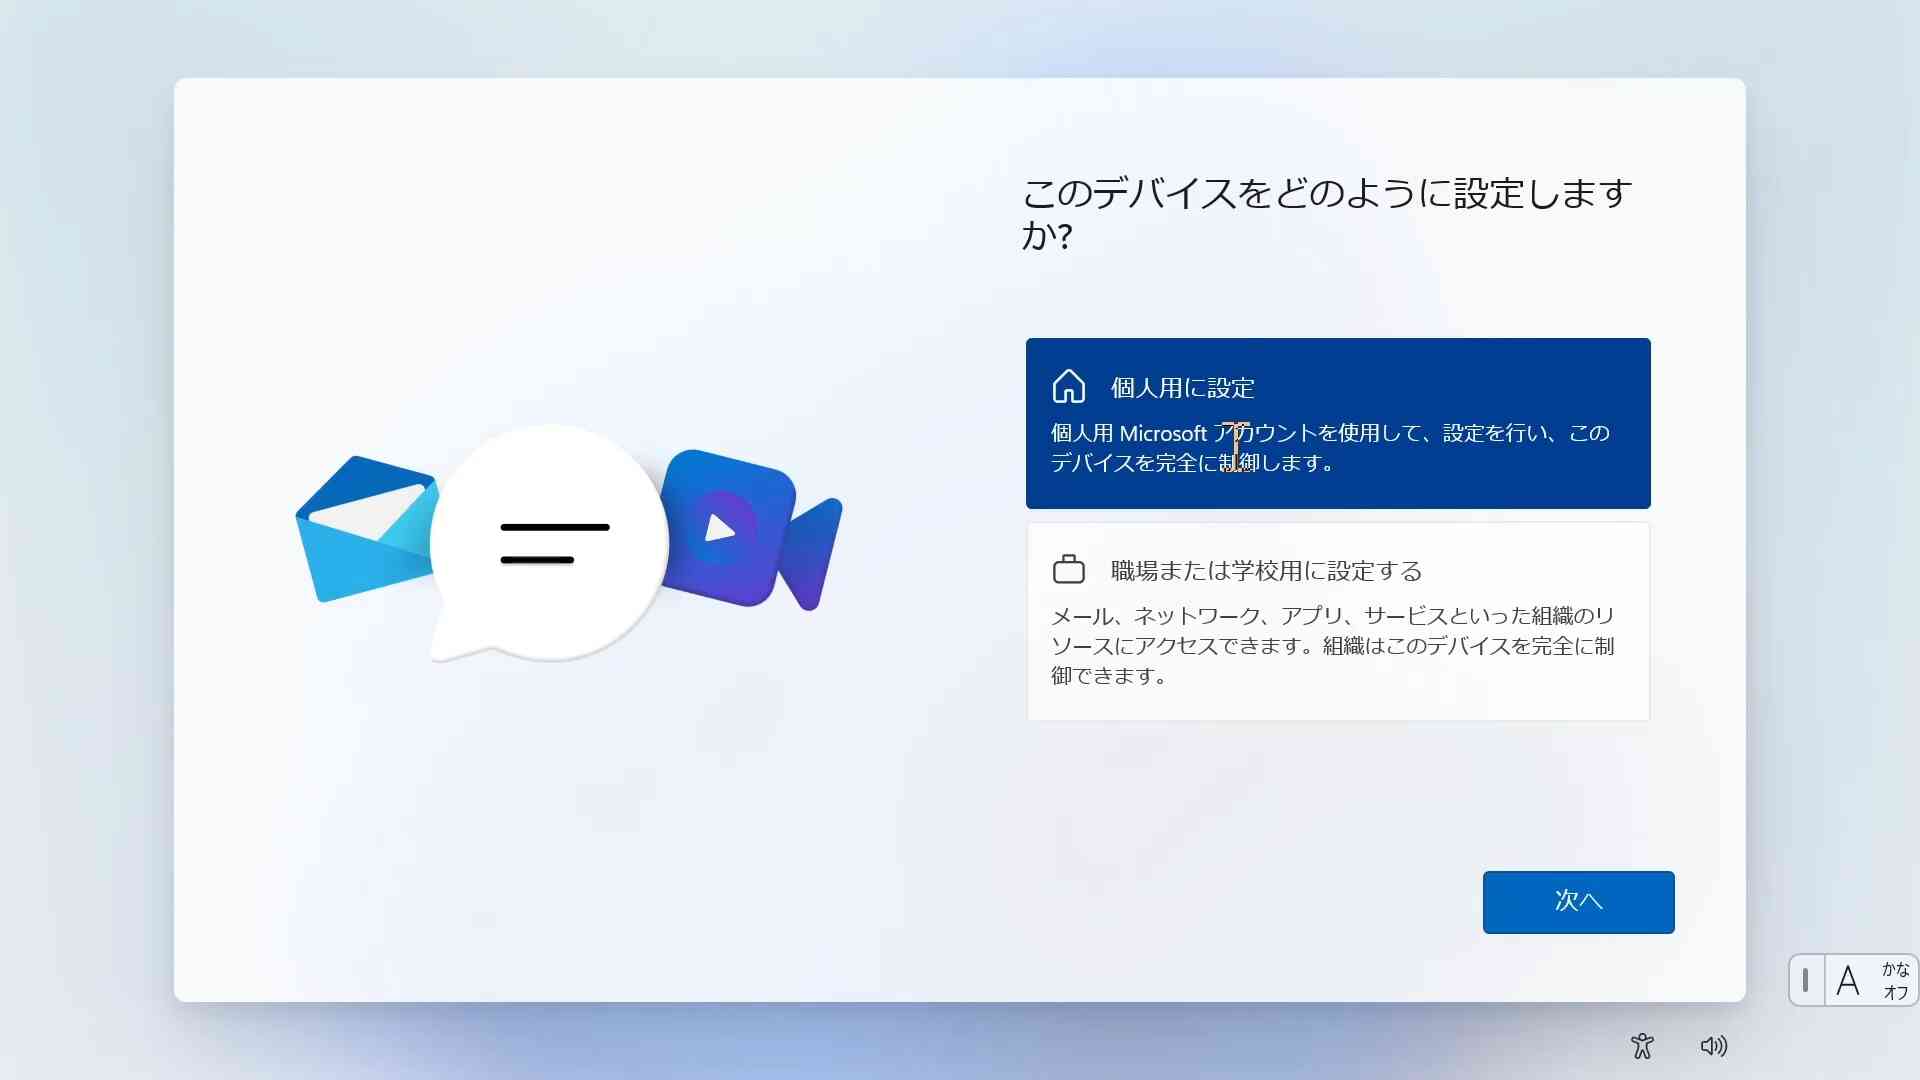 このデバイスをどのように設定します
か?
個人用に設定
個人用 Microsoft アカウントを使用して、設定を行い、この
デバイスを完全に制御します。
職場または学校用に設定する
メール、ネットワーク、アプリ、サービスといった組織のリ
ソースにアクセスできます。組織はこのデバイスを完全に制
御できます。
次へ
A かな
オフ